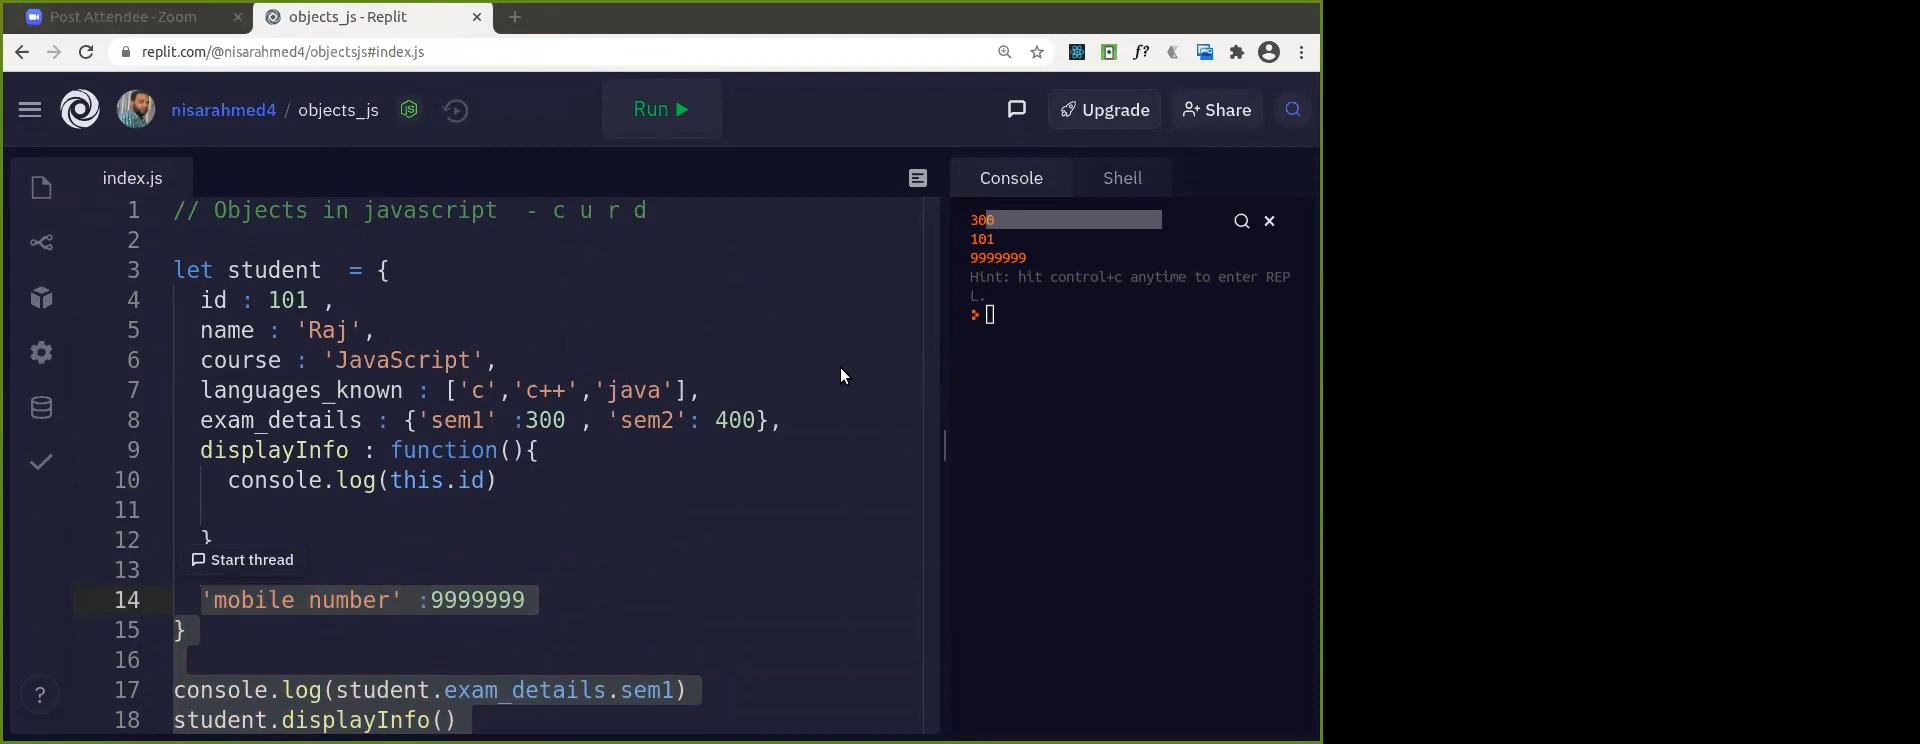 Post Attendee - Zoom
objects_js - Replit
replit.com/@nisarahmed4/objectsjs#index.js
f?
nisarahmed4 / objects_js
JS
Run
Upgrade
Share
index.js
Console
Shell
1 // Objects in javascript  - c u r d
2
3 let student  = {
4 id : 101 ,
5 name : 'Raj',
6 course : 'JavaScript',
7 languages_known : ['c','c++','java'],
8 exam_details : {'sem1' :300 , 'sem2': 400},
9 displayInfo : function(){
10 console.log(this.id)
11
12 }
Start thread
13
14 'mobile number' :9999999
15 }
16
17 console.log(student.exam_details.sem1)
18 student.displayInfo()
?
300
101
9999999
Hint: hit control+c anytime to enter REP
L.